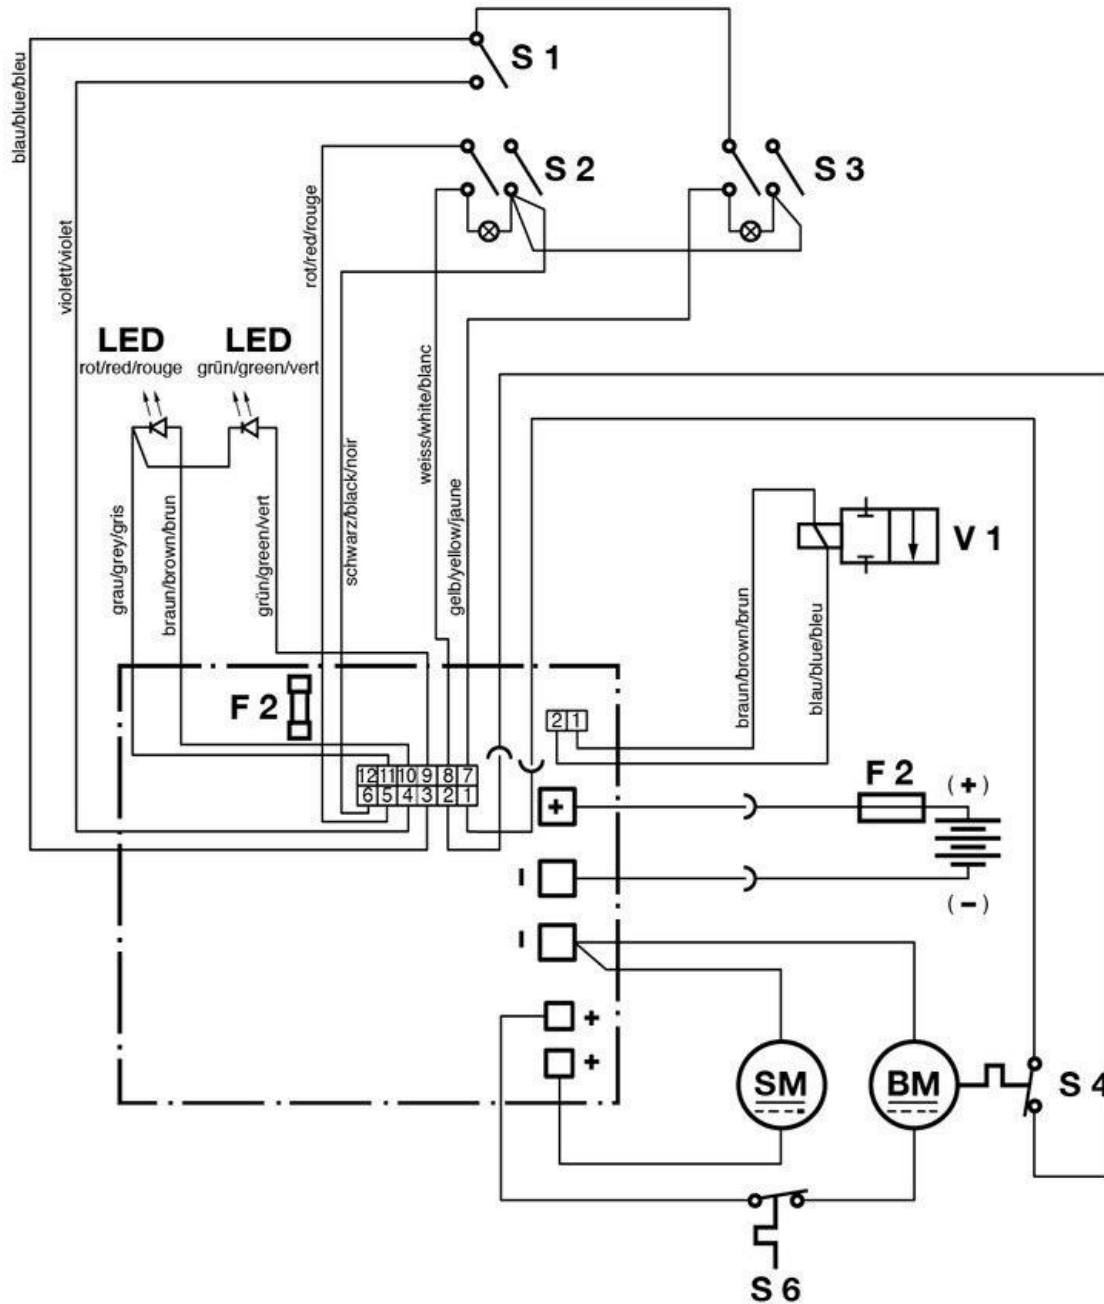 S 1
blau/blue/bleu
S 2
S 3
rot/red/rouge
violett/violet
LED
LED
rot/red/rouge
grün/green/vert
weiss/white/blanc
schwarz/black/noir
gelb/yellow/jaune
grau/grey/gris
braun/brown/brun
grün/green/vert
V 1
braun/brown/brun
blau/blue/bleu
F 2
2 1
12 11 10 9 8 7
6 5 4 3 2 1
F 2
(+)
+
-
(-)
-
+
+
SM
BM
S 4
S 6